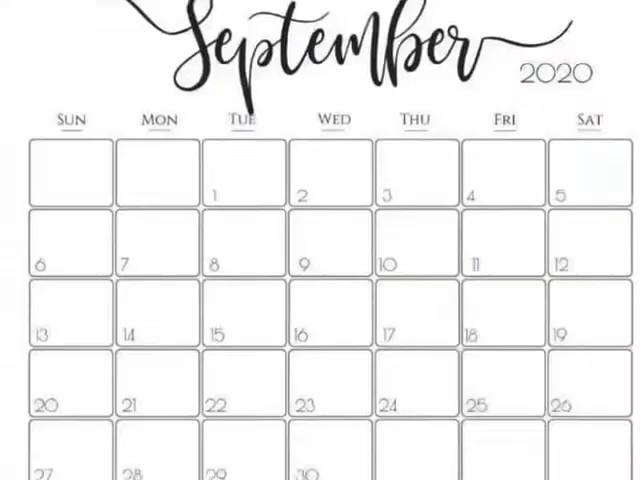 September
2020
SUN MON TUE WED THU FRI SAT
1 2 3 4 5
6 7 8 9 10 11 12
13 14 15 16 17 18 19
20 21 22 23 24 25 26
27 28 29 30